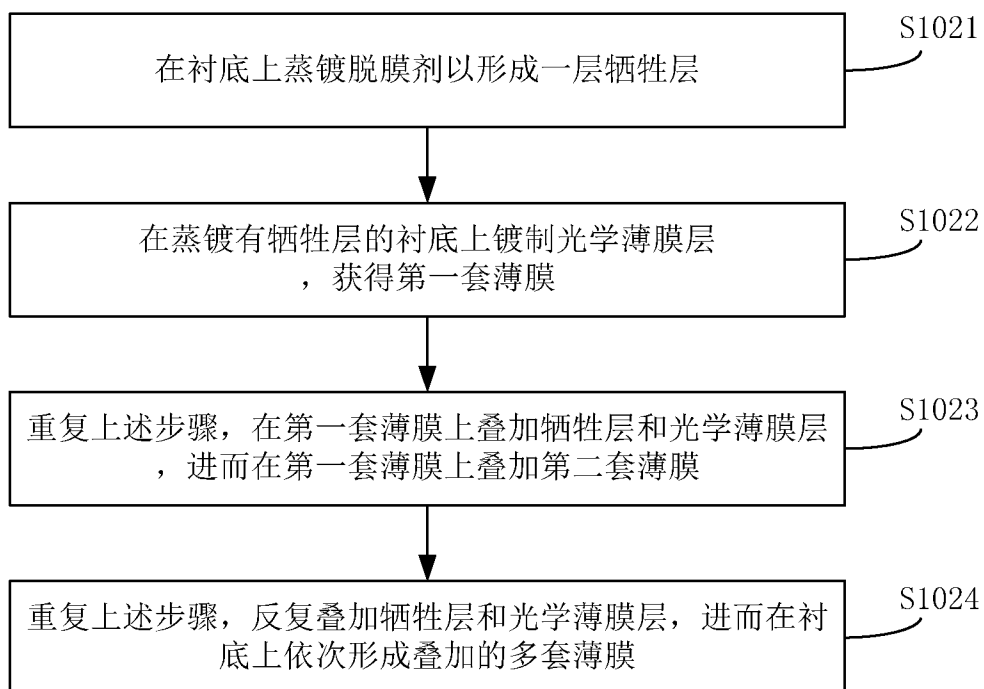 S1021
在衬底上蒸镀脱膜剂以形成一层牺牲层
S1022
在蒸镀有牺牲层的衬底上镀制光学薄膜层
，获得第一套薄膜
S1023
重复上述步骤，在第一套薄膜上叠加牺牲层和光学薄膜层
，进而在第一套薄膜上叠加第二套薄膜
S1024
重复上述步骤，反复叠加牺牲层和光学薄膜层，进而在衬
底上依次形成叠加的多套薄膜